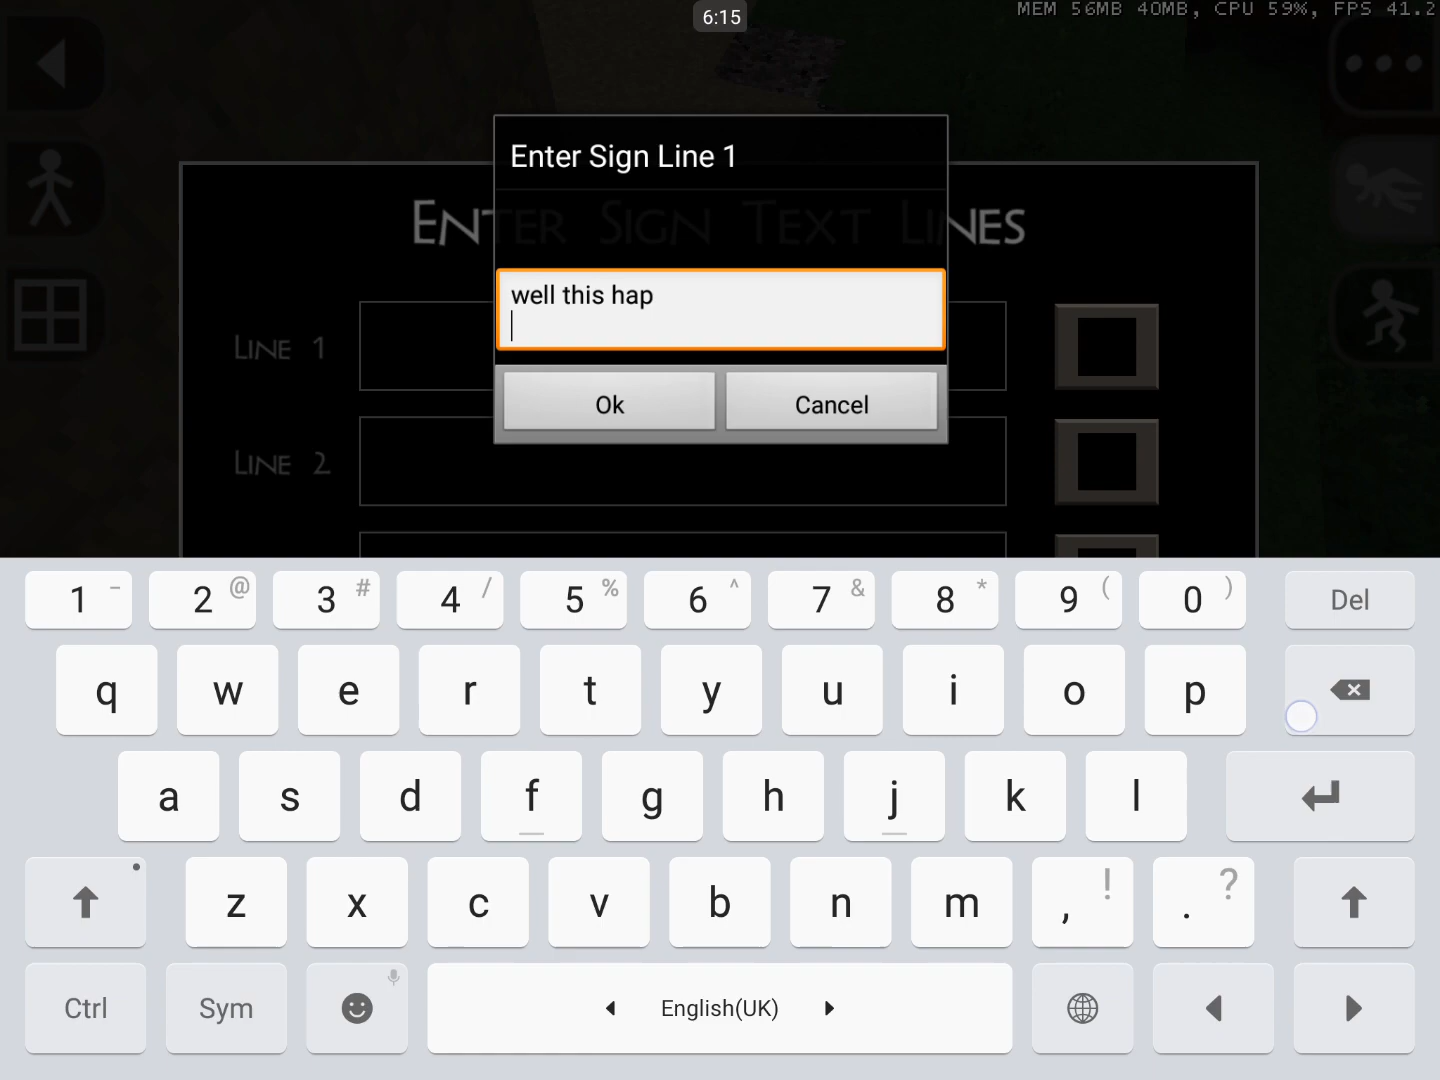 6:15
MEM 56MB 40MB, CPU 59%, FPS 41.2
Enter Sign Line 1
Enter Sign Text Lines
well this hap
Line 1
Ok Cancel
Line 2
1 – 2 @ 3 # 4 / 5 % 6 ^ 7 & 8 * 9 ( 0 ) Del
q w e r t y u i o p
a s d f g h j k l
z x c v b n m , ! . ?
Ctrl Sym English(UK)